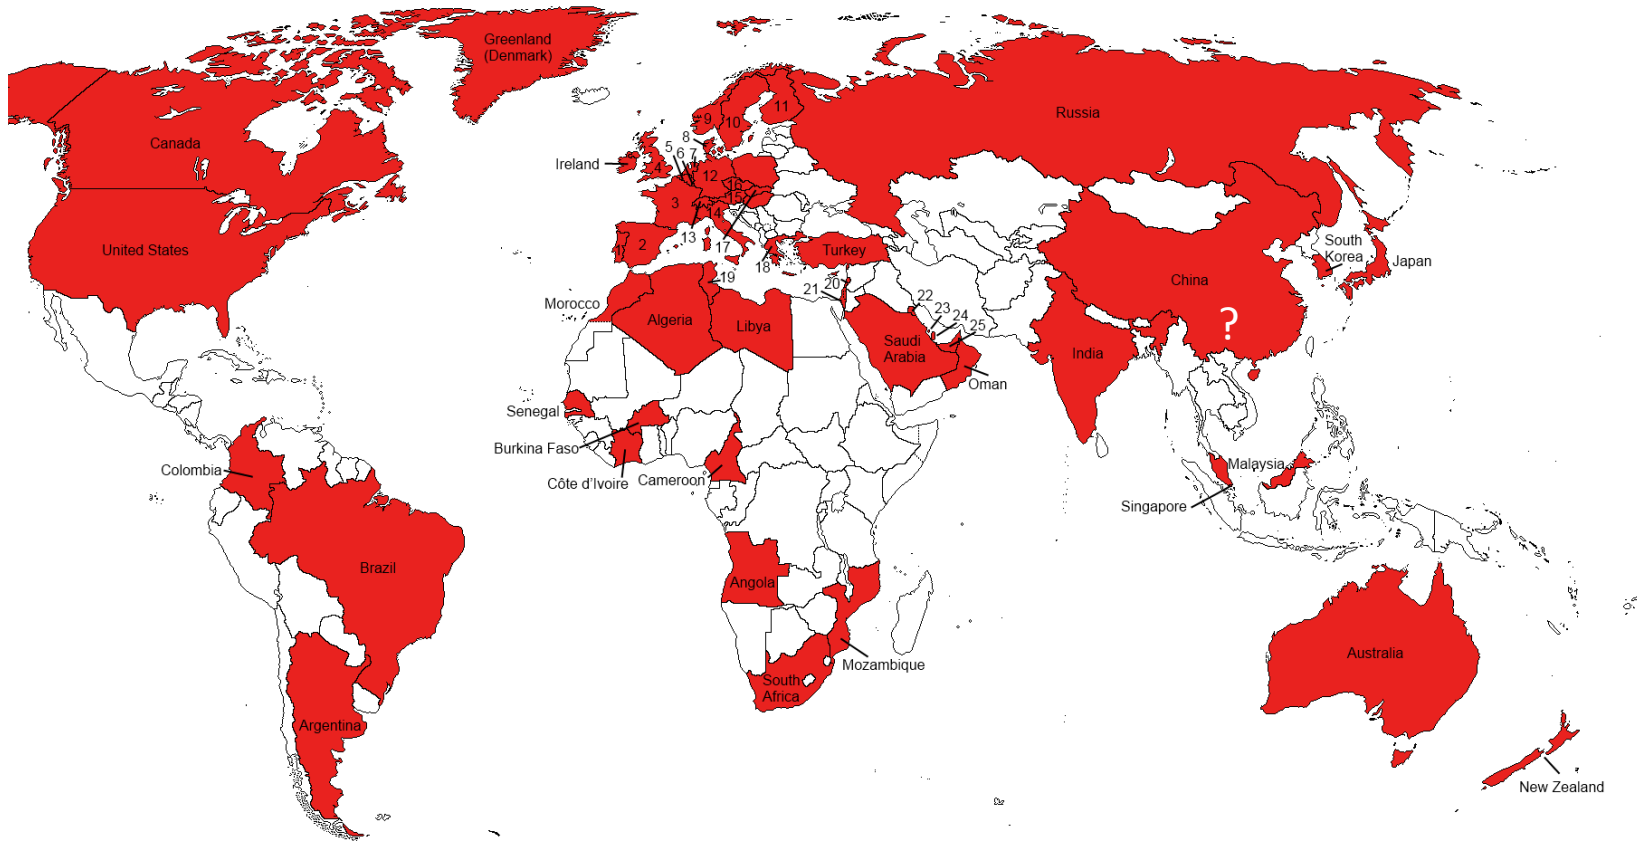 Greenland
(Denmark)
Canada
United States
Russia
Ireland
8
5
6
7
9
10
11
4
12
3
16
15
14
1
2
13
17
18
Turkey
South
Korea
Japan
China
?
19
20
21
22
23
24
25
Morocco
Algeria
Libya
Saudi
Arabia
India
Oman
Senegal
Burkina Faso
Côte d’Ivoire
Cameroon
Colombia
Malaysia
Singapore
Brazil
Angola
Mozambique
South
Africa
Argentina
Australia
New Zealand